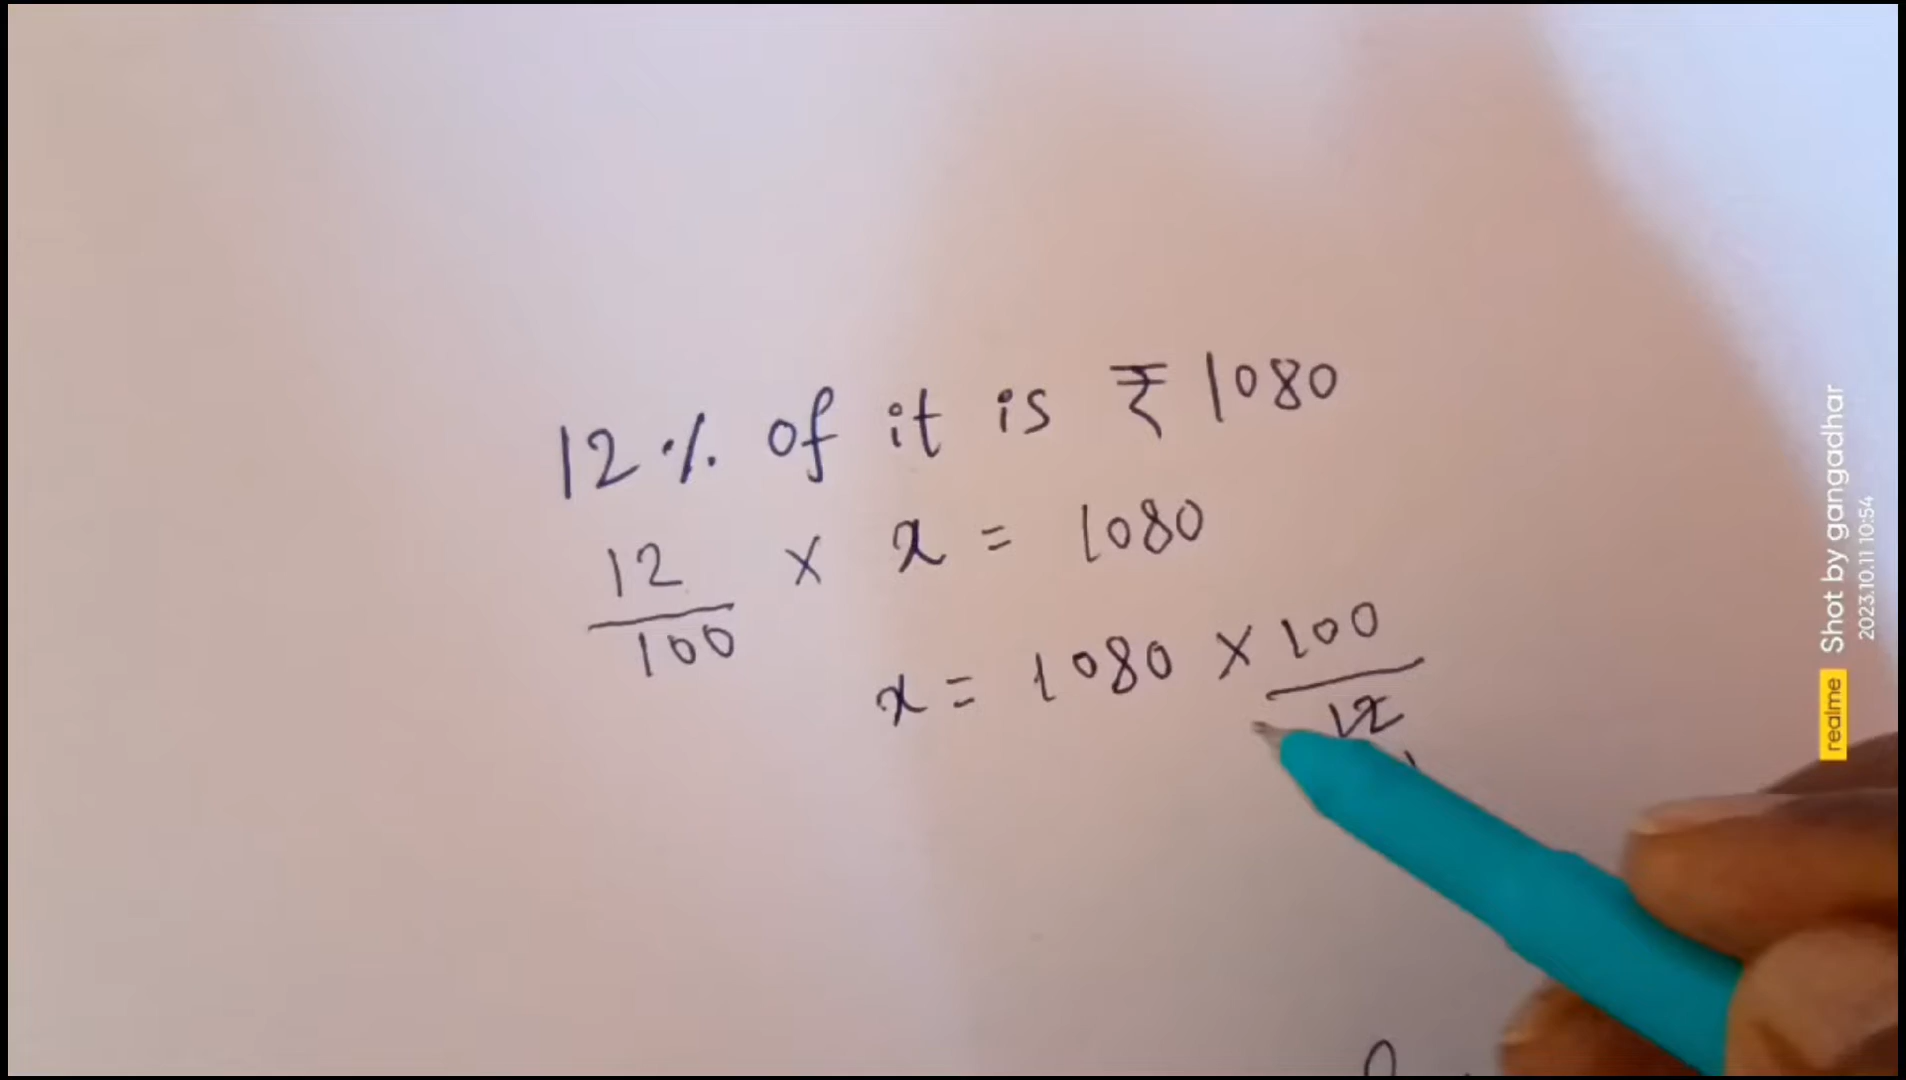 12% of it is ₹ 1080
12/100 × x = 1080
x = 1080 × 100/12
realme Shot by gangadhar
2023.10.11 10:54